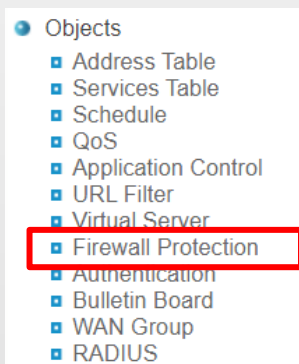 Objects
Address Table
Services Table
Schedule
QoS
Application Control
URL Filter
Virtual Server
Firewall Protection
Authentication
Bulletin Board
WAN Group
RADIUS